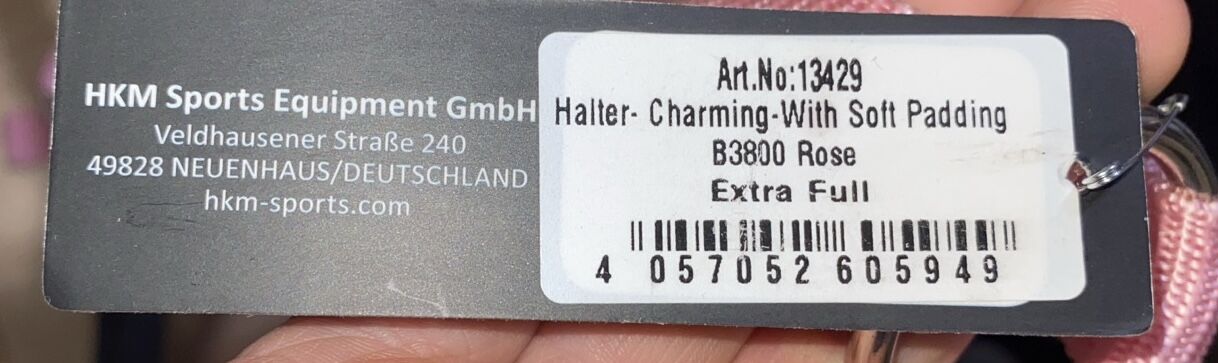 HKM Sports Equipment GmbH
Veldhausener Straße 240
49828 NEUENHAUS/DEUTSCHLAND
hkm-sports.com
Art.No:13429
Halter- Charming-With Soft Padding
B3800 Rose
Extra Full
4 057052 605949